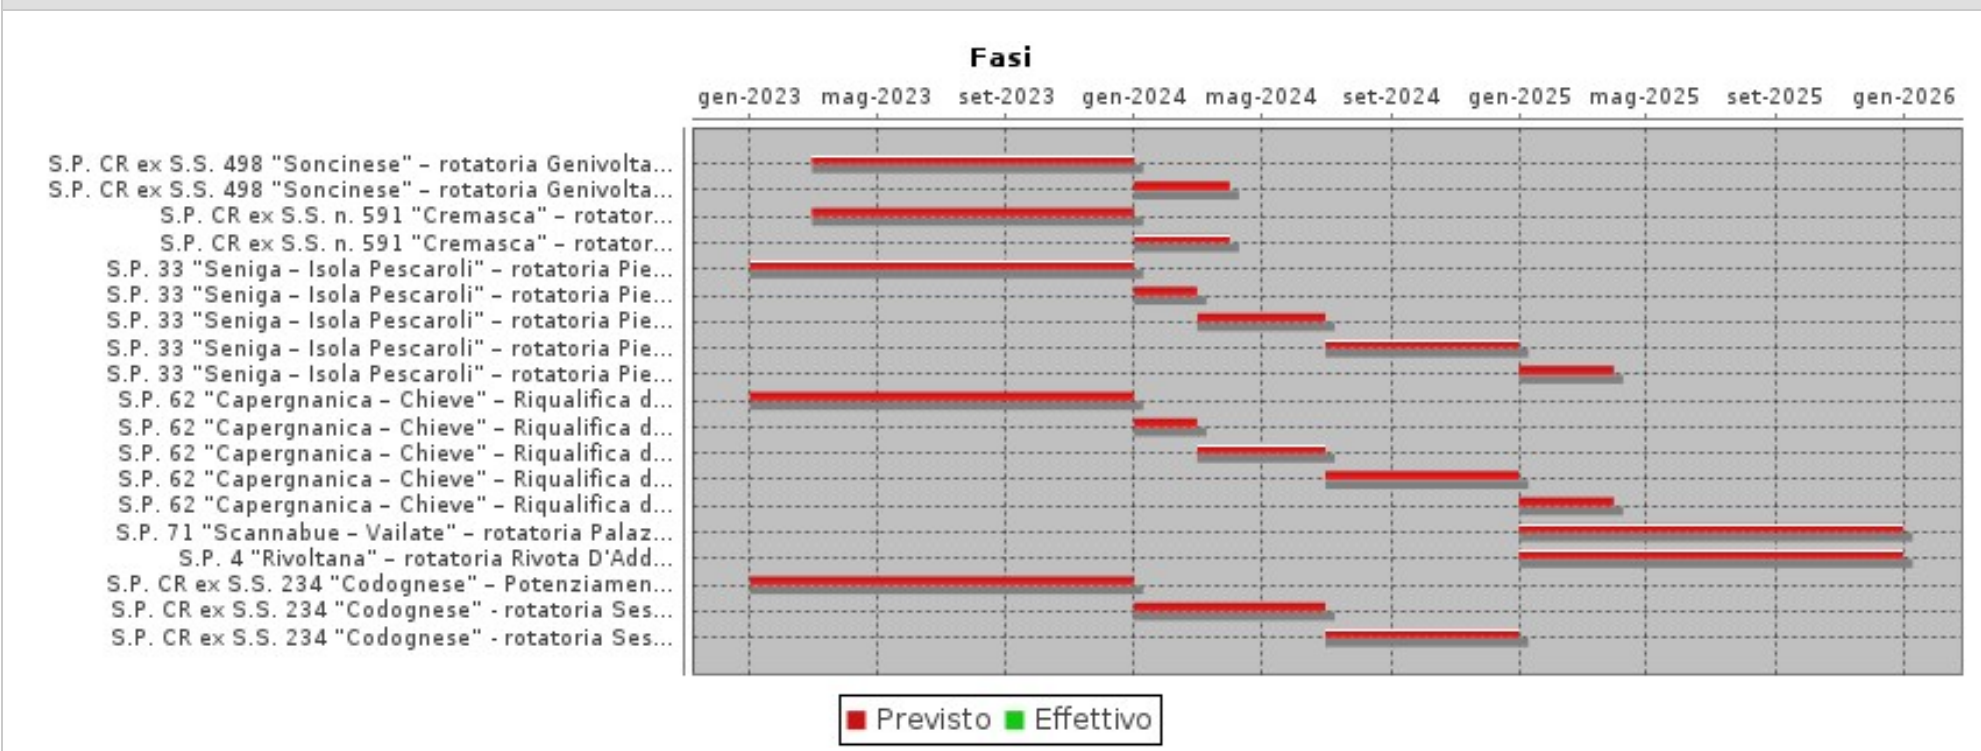 Fasi
gen-2023 mag-2023 set-2023 gen-2024 mag-2024 set-2024 gen-2025 mag-2025 set-2025 gen-2026
S.P. CR ex S.S. 498 "Soncinese" – rotatoria Genivolta...
S.P. CR ex S.S. 498 "Soncinese" – rotatoria Genivolta...
S.P. CR ex S.S. n. 591 "Cremasca" – rotator...
S.P. CR ex S.S. n. 591 "Cremasca" – rotator...
S.P. 33 "Seniga – Isola Pescaroli" – rotatoria Pie...
S.P. 33 "Seniga – Isola Pescaroli" – rotatoria Pie...
S.P. 33 "Seniga – Isola Pescaroli" – rotatoria Pie...
S.P. 33 "Seniga – Isola Pescaroli" – rotatoria Pie...
S.P. 33 "Seniga – Isola Pescaroli" – rotatoria Pie...
S.P. 62 "Capergnanica – Chieve" – Riqualifica d...
S.P. 62 "Capergnanica – Chieve" – Riqualifica d...
S.P. 62 "Capergnanica – Chieve" – Riqualifica d...
S.P. 62 "Capergnanica – Chieve" – Riqualifica d...
S.P. 62 "Capergnanica – Chieve" – Riqualifica d...
S.P. 71 "Scannabue – Vailate" – rotatoria Palaz...
S.P. 4 "Rivoltana" – rotatoria Rivota D'Add...
S.P. CR ex S.S. 234 "Codognese" – Potenziamen...
S.P. CR ex S.S. 234 "Codognese" - rotatoria Ses...
S.P. CR ex S.S. 234 "Codognese" - rotatoria Ses...
Previsto Effettivo